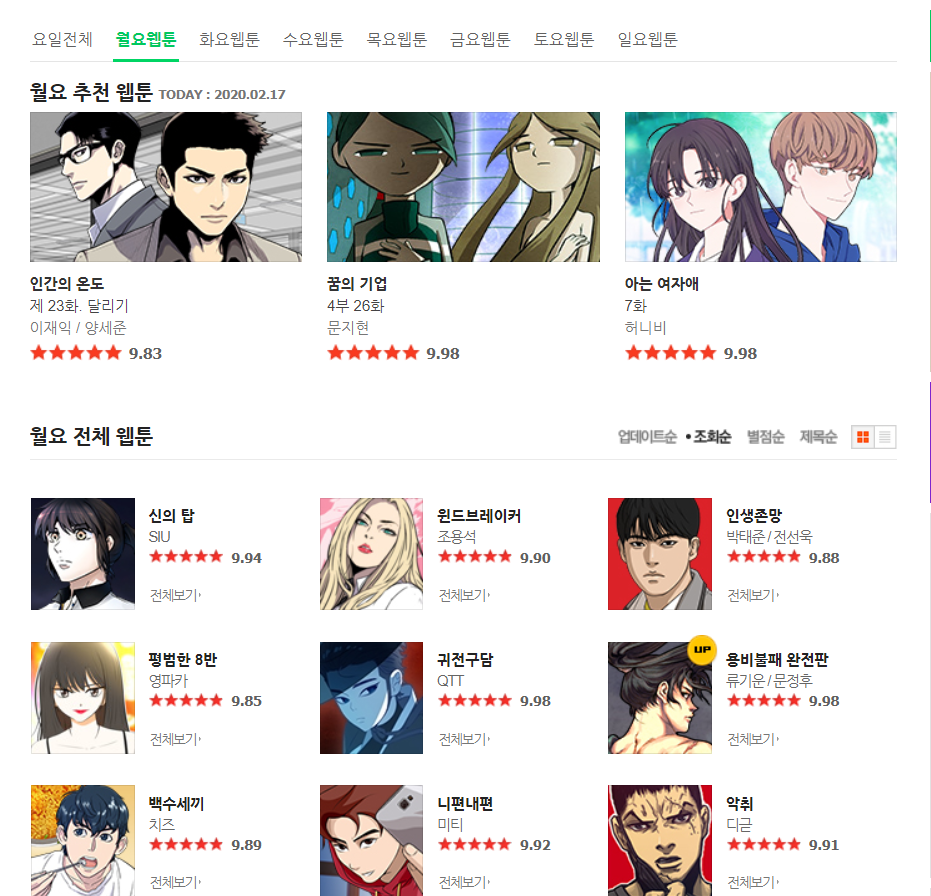 요일전체 월요웹툰 화요웹툰 수요웹툰 목요웹툰 금요웹툰 토요웹툰 일요웹툰
월요 추천 웹툰 TODAY : 2020.02.17
인간의 온도
제 23화. 달리기
이재익 / 양세준
9.83
꿈의 기업
4부 26화
문지현
9.98
아는 여자애
7화
허니비
9.98
월요 전체 웹툰
업데이트순 조회순 별점순 제목순
신의 탑
SIU
9.94
전체보기
윈드브레이커
조용석
9.90
전체보기
인생존망
박태준 / 전선욱
9.88
전체보기
평범한 8반
영파카
9.85
전체보기
귀전구담
QTT
9.98
전체보기
UP
용비불패 완전판
류기운 / 문정후
9.98
전체보기
백수세끼
치즈
9.89
전체보기
니편내편
미티
9.92
전체보기
악취
디귿
9.91
전체보기